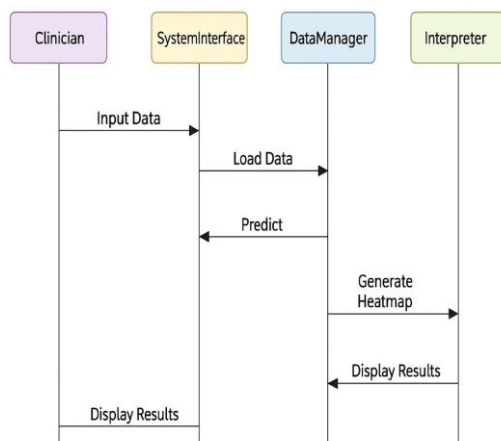 Clinician
SystemInterface
DataManager
Interpreter
Input Data
Load Data
Predict
Generate
Heatmap
Display Results
Display Results